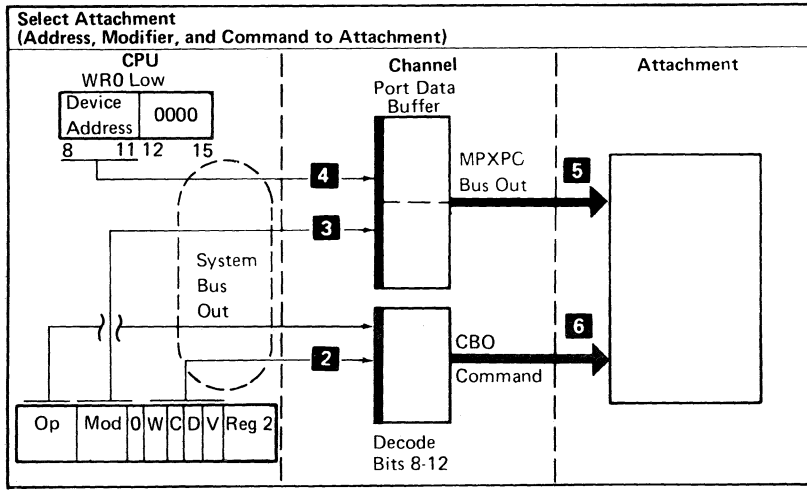 Select Attachment
(Address, Modifier, and Command to Attachment)
CPU
WR0 Low
Device
Address
0000
8 11 12 15
Channel
Port Data
Buffer
Attachment
4
MPXPC
Bus Out
5
3
System
Bus
Out
6
2
CBO
Command
Op Mod 0 W C D V Reg 2
Decode
Bits 8-12